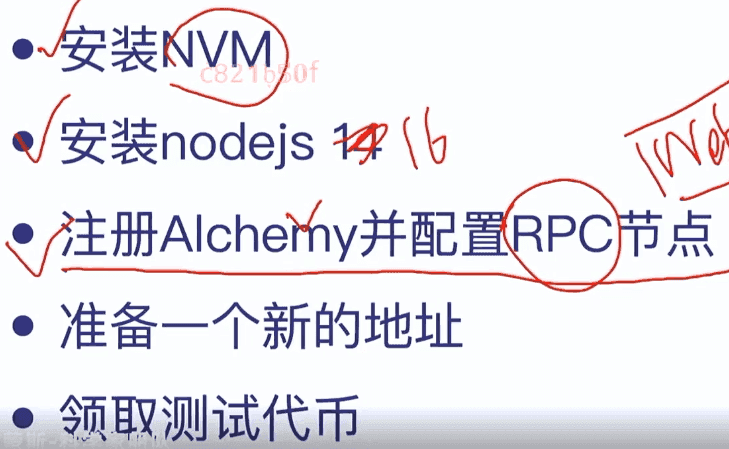 安装NVM
c821b50f
安装nodejs 14 16
Web
注册Alchemy并配置RPC节点
准备一个新的地址
领取测试代币